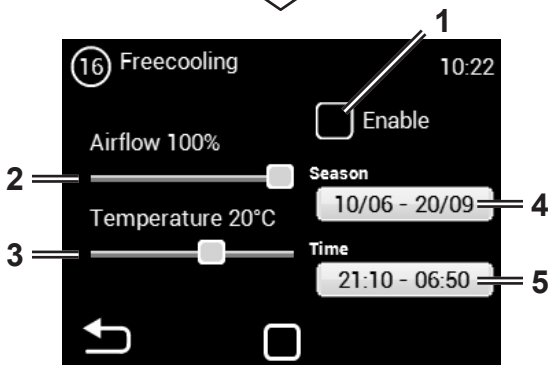 1
16 Freecooling 10:22
Enable
Airflow 100%
2
Season
10/06 - 20/09 4
Temperature 20°C
3
Time
21:10 - 06:50 5